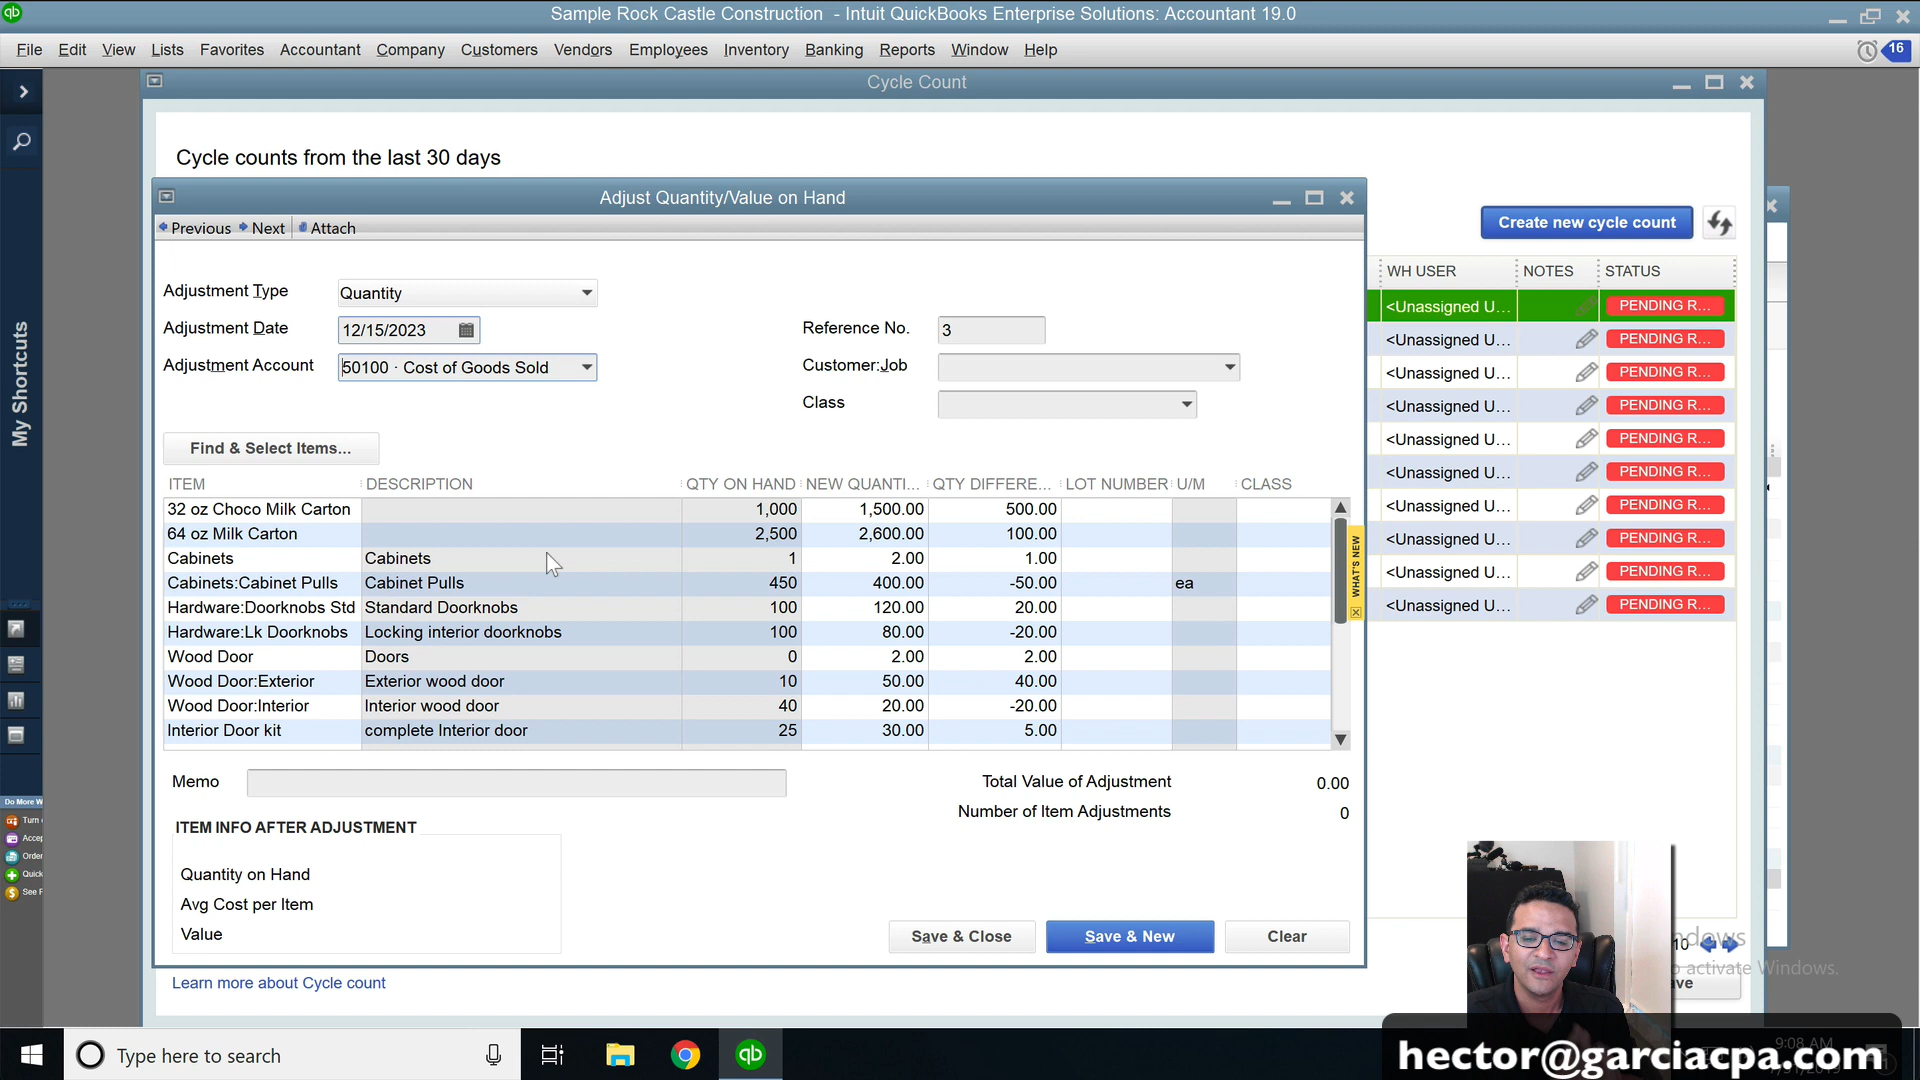 Sample Rock Castle Construction - Intuit QuickBooks Enterprise Solutions: Accountant 19.0
File Edit View Lists Favorites Accountant Company Customers Vendors Employees Inventory Banking Reports Window Help 16
Cycle Count
Cycle counts from the last 30 days
My Shortcuts
Adjust Quantity/Value on Hand
Previous Next Attach
Create new cycle count
Adjustment Type Quantity
Adjustment Date 12/15/2023 Reference No. 3
Adjustment Account 50100 · Cost of Goods Sold Customer:Job
Class
Find & Select Items...
ITEM DESCRIPTION QTY ON HAND NEW QUANTI... QTY DIFFERE... LOT NUMBER U/M CLASS
32 oz Choco Milk Carton 1,000 1,500.00 500.00
64 oz Milk Carton 2,500 2,600.00 100.00
Cabinets Cabinets 1 2.00 1.00
Cabinets:Cabinet Pulls Cabinet Pulls 450 400.00 -50.00 ea
Hardware:Doorknobs Std Standard Doorknobs 100 120.00 20.00
Hardware:Lk Doorknobs Locking interior doorknobs 100 80.00 -20.00
Wood Door Doors 0 2.00 2.00
Wood Door:Exterior Exterior wood door 10 50.00 40.00
Wood Door:Interior Interior wood door 40 20.00 -20.00
Interior Door kit complete Interior door 25 30.00 5.00
WHAT'S NEW
WH USER NOTES STATUS
<Unassigned U... PENDING R...
<Unassigned U... PENDING R...
<Unassigned U... PENDING R...
<Unassigned U... PENDING R...
<Unassigned U... PENDING R...
<Unassigned U... PENDING R...
<Unassigned U... PENDING R...
<Unassigned U... PENDING R...
<Unassigned U... PENDING R...
<Unassigned U... PENDING R...
Memo Total Value of Adjustment 0.00
Number of Item Adjustments 0
ITEM INFO AFTER ADJUSTMENT
Quantity on Hand
Avg Cost per Item
Value
Save & Close Save & New Clear
Do More W
Turn
Accep
Order
Quick
See F
Learn more about Cycle count
10
activate Windows.
Type here to search
9:08 AM
hector@garciacpa.com